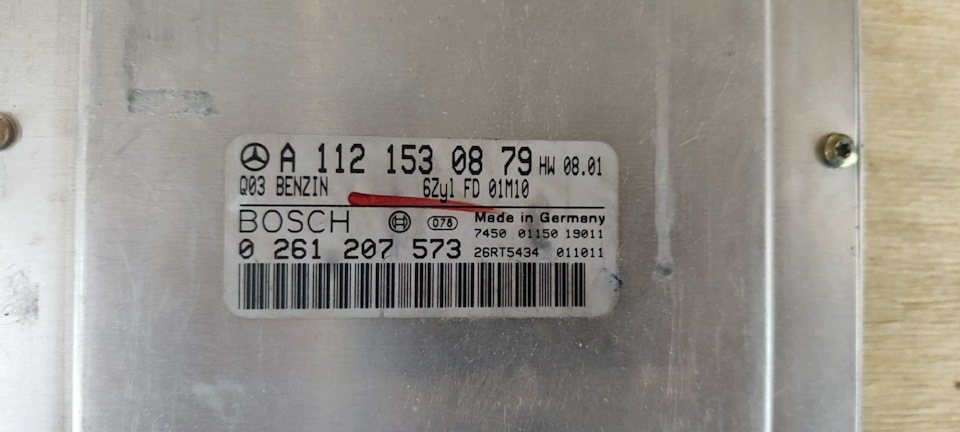 A 112 153 08 79 HW 08.01
Q03 BENZIN 6Zyl FD 01M10
BOSCH 078 Made in Germany
7450 01150 19011
0 261 207 573 26RT5434 011011